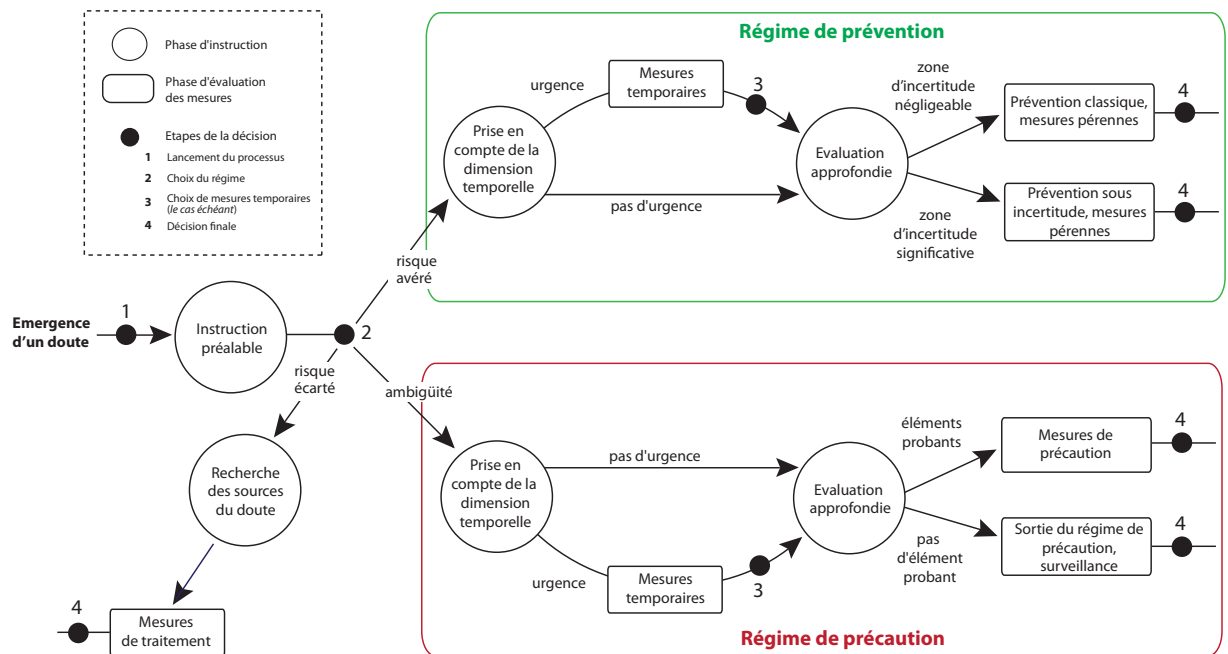 Phase d'instruction
Phase d'évaluation
des mesures
Etapes de la décision
1 Lancement du processus
2 Choix du régime
3 Choix de mesures temporaires
(le cas échéant)
4 Décision finale
Régime de prévention
urgence
Mesures
temporaires
3
zone
d'incertitude
négligeable
Prévention classique,
mesures pérennes
4
Prise en
compte de la
dimension
temporelle
Evaluation
approfondie
pas d'urgence
zone
d'incertitude
significative
Prévention sous
incertitude, mesures
pérennes
4
risque
avéré
Emergence
d'un doute
1
Instruction
préalable
2
risque
écarté
ambigüité
Recherche
des sources
du doute
4
Mesures
de traitement
Prise en
compte de la
dimension
temporelle
pas d'urgence
Evaluation
approfondie
éléments
probants
Mesures de
précaution
4
urgence
Mesures
temporaires
3
pas
d'élément
probant
Sortie du régime de
précaution,
surveillance
4
Régime de précaution